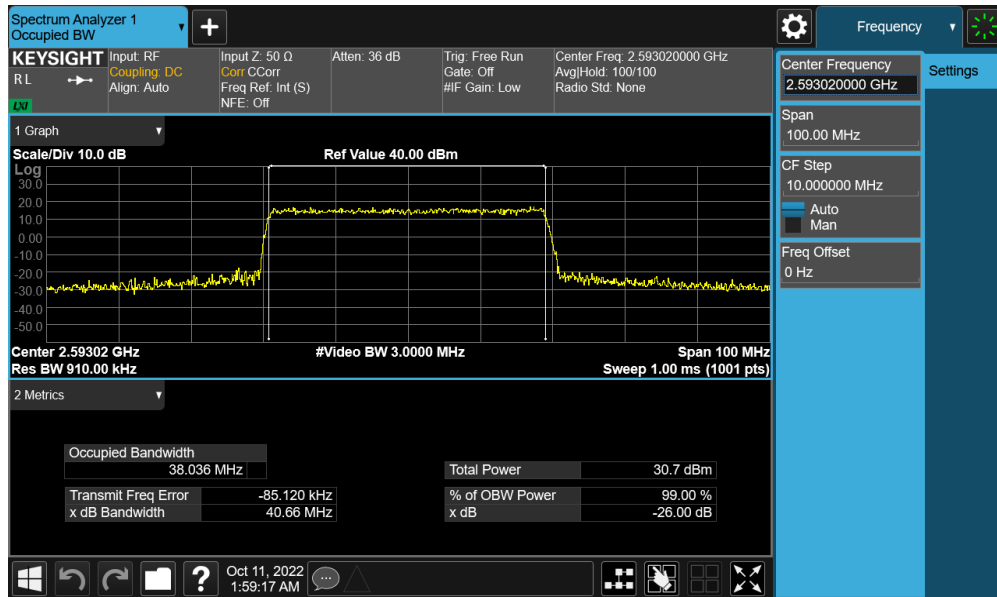 Spectrum Analyzer 1
Occupied BW
+
Frequency
KEYSIGHT
R L
LXI
Input: RF
Coupling: DC
Align: Auto
Input Z: 50 Ω
Corr CCorr
Freq Ref: Int (S)
NFE: Off
Atten: 36 dB
Trig: Free Run
Gate: Off
#IF Gain: Low
Center Freq: 2.593020000 GHz
Avg|Hold: 100/100
Radio Std: None
Center Frequency
2.593020000 GHz
Settings
Span
100.00 MHz
CF Step
10.000000 MHz
Auto
Man
Freq Offset
0 Hz
1 Graph
Scale/Div 10.0 dB
Ref Value 40.00 dBm
Log
30.0
20.0
10.0
0.00
-10.0
-20.0
-30.0
-40.0
-50.0
Center 2.59302 GHz
#Video BW 3.0000 MHz
Span 100 MHz
Res BW 910.00 kHz
Sweep 1.00 ms (1001 pts)
2 Metrics
Occupied Bandwidth
38.036 MHz
Total Power 30.7 dBm
Transmit Freq Error -85.120 kHz
% of OBW Power 99.00 %
x dB Bandwidth 40.66 MHz
x dB -26.00 dB
?
Oct 11, 2022
1:59:17 AM
...